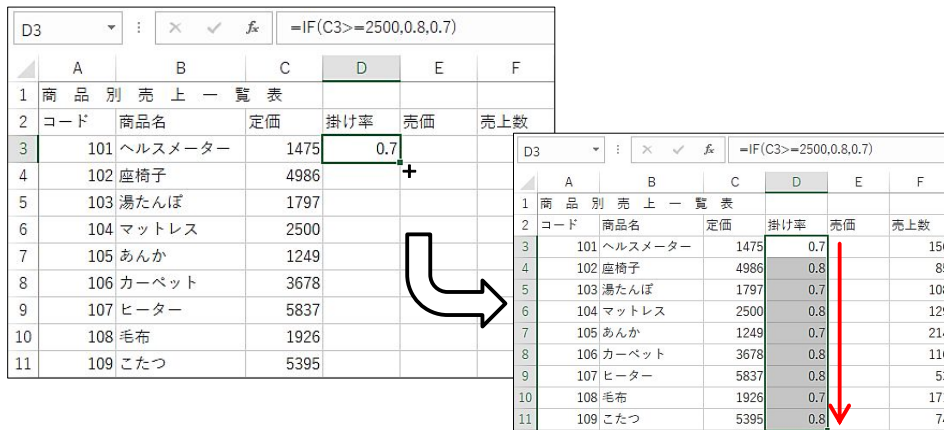 D3 fx =IF(C3>=2500,0.8,0.7)
A B C D E F
1 商 品 別 売 上 一 覧 表
2 コード 商品名 定価 掛け率 売価 売上数
3 101 ヘルスメーター 1475 0.7
4 102 座椅子 4986
5 103 湯たんぽ 1797
6 104 マットレス 2500
7 105 あんか 1249
8 106 カーペット 3678
9 107 ヒーター 5837
10 108 毛布 1926
11 109 こたつ 5395
D3 fx =IF(C3>=2500,0.8,0.7)
A B C D E F
1 商 品 別 売 上 一 覧 表
2 コード 商品名 定価 掛け率 売価 売上数
3 101 ヘルスメーター 1475 0.7
4 102 座椅子 4986 0.8
5 103 湯たんぽ 1797 0.7
6 104 マットレス 2500 0.8
7 105 あんか 1249 0.7
8 106 カーペット 3678 0.8
9 107 ヒーター 5837 0.8
10 108 毛布 1926 0.7
11 109 こたつ 5395 0.8